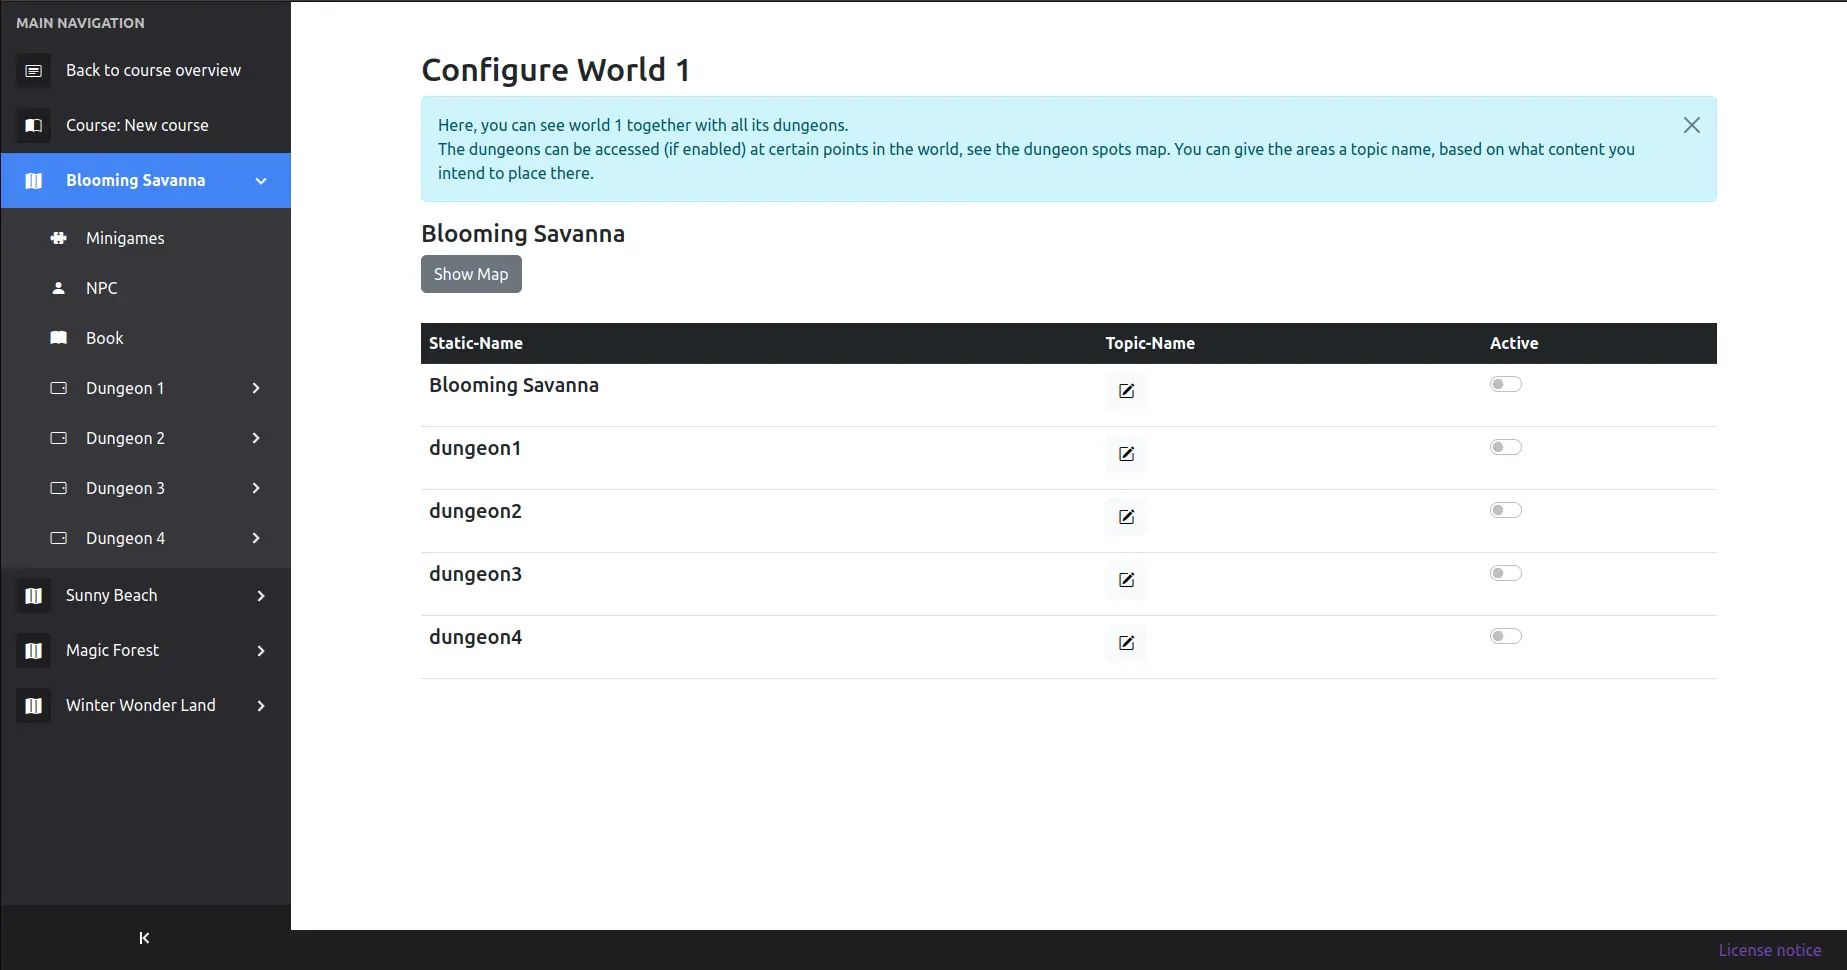 MAIN NAVIGATION
Back to course overview
Course: New course
Blooming Savanna
Minigames
NPC
Book
Dungeon 1
Dungeon 2
Dungeon 3
Dungeon 4
Sunny Beach
Magic Forest
Winter Wonder Land
Configure World 1
Here, you can see world 1 together with all its dungeons.
The dungeons can be accessed (if enabled) at certain points in the world, see the dungeon spots map. You can give the areas a topic name, based on what content you
intend to place there.
Blooming Savanna
Show Map
Static-Name Topic-Name Active
Blooming Savanna
dungeon1
dungeon2
dungeon3
dungeon4
License notice